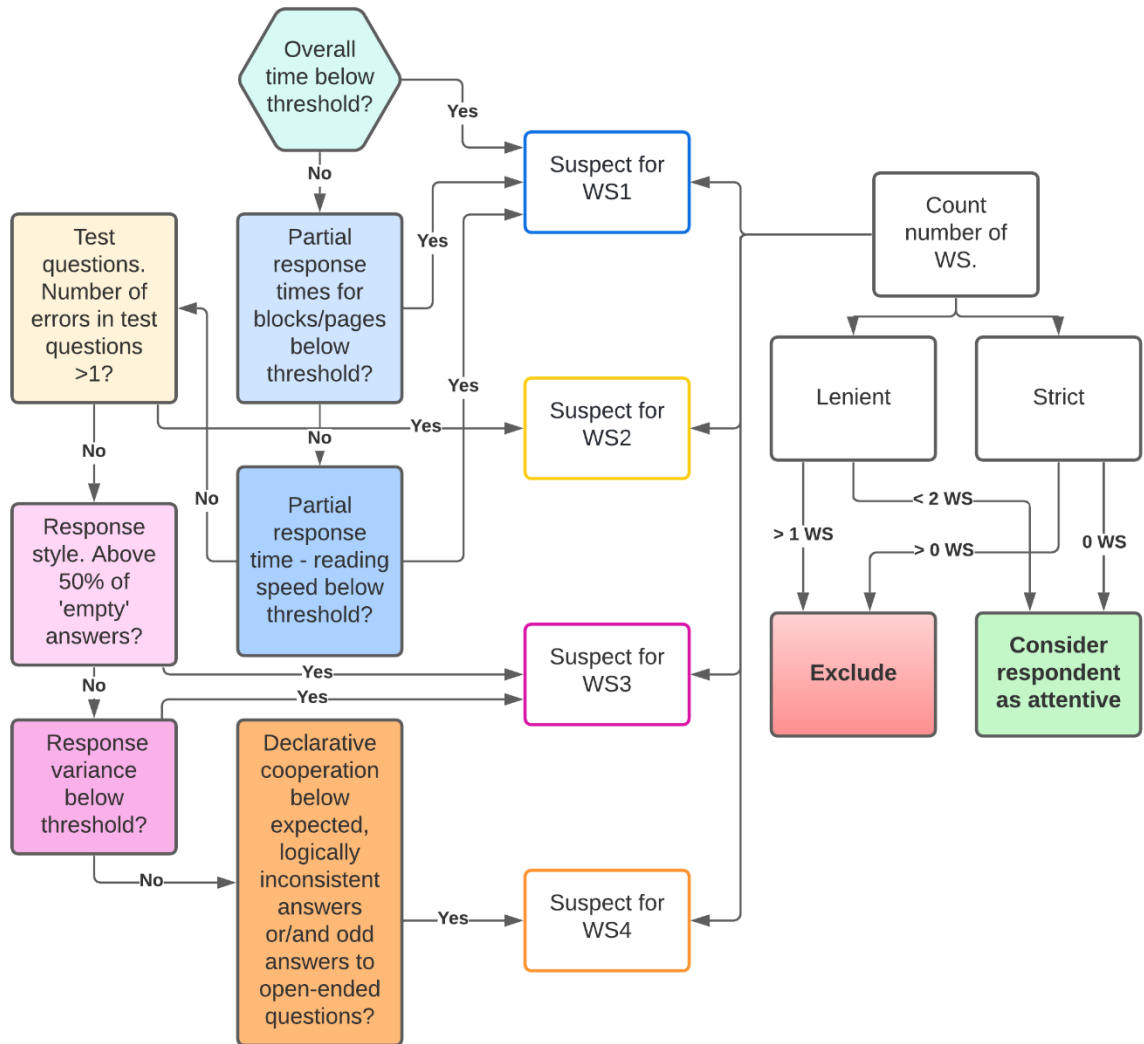 Overall
time below
threshold?
Yes
No
Suspect for
WS1
Count
number of
WS.
Test
questions.
Number of
errors in test
questions
>1?
Partial
response
times for
blocks/pages
below
threshold?
Yes
Yes
Lenient
Strict
Suspect for
WS2
Yes
No
No
No
Partial
response
time - reading
speed below
threshold?
Response
style. Above
50% of
'empty'
answers?
> 1 WS
< 2 WS
> 0 WS
0 WS
Exclude
Consider
respondent
as attentive
Suspect for
WS3
Yes
Yes
No
Response
variance
below
threshold?
Declarative
cooperation
below
expected,
logically
inconsistent
answers
or/and odd
answers to
open-ended
questions?
No
Yes
Suspect for
WS4